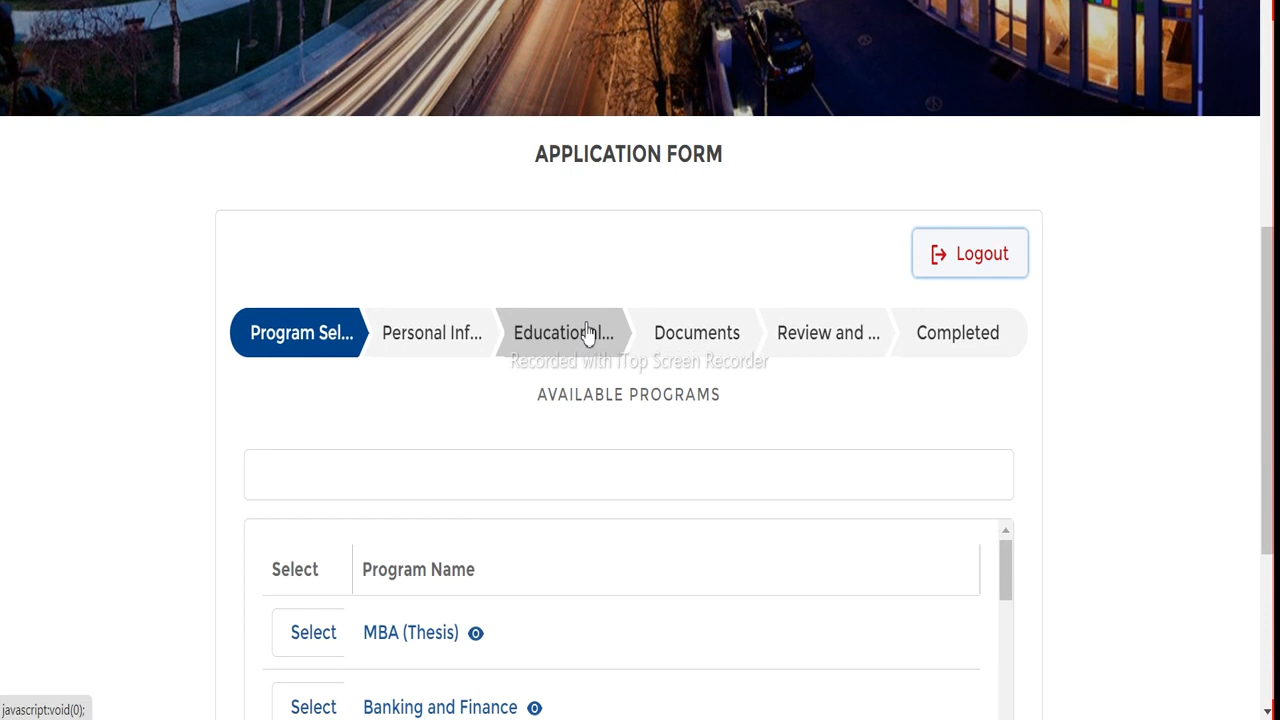 APPLICATION FORM
Logout
Program Sel...
Personal Inf...
Educational...
Documents
Review and ...
Completed
Recorded with iTop Screen Recorder
AVAILABLE PROGRAMS
Select
Program Name
Select
MBA (Thesis)
Select
Banking and Finance
javascript:void(0);